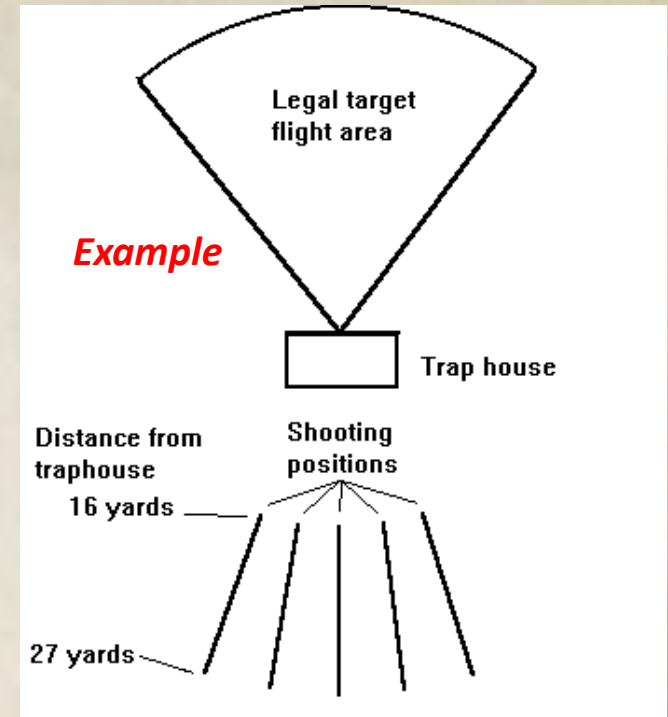 Legal target
flight area
Example
Trap house
Distance from
traphouse
Shooting
positions
16 yards
27 yards